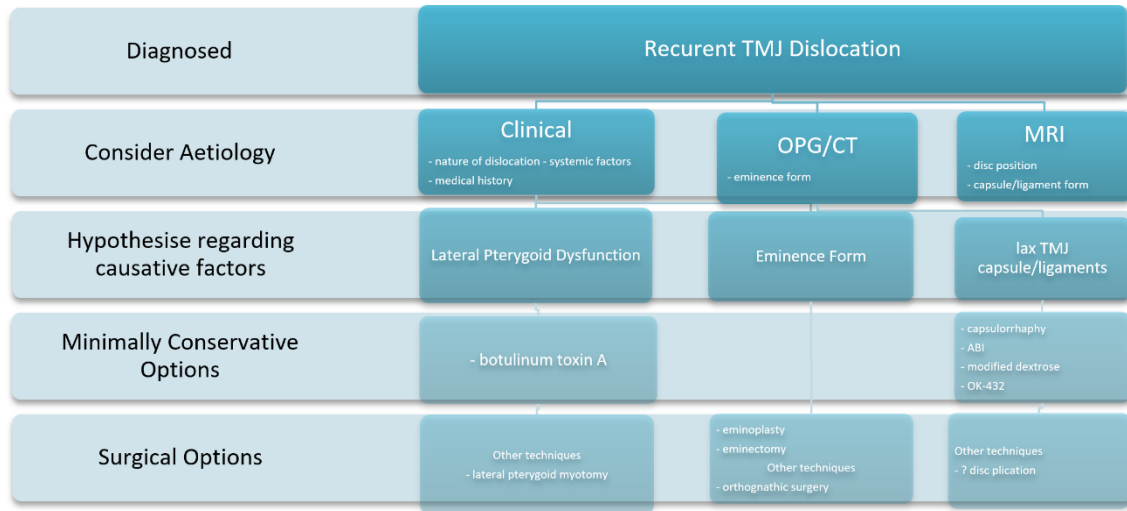 Diagnosed
Recurent TMJ Dislocation
Consider Aetiology
Clinical
- nature of dislocation - systemic factors
- medical history
OPG/CT
- eminence form
MRI
- disc position
- capsule/ligament form
Hypothesise regarding
causative factors
Lateral Pterygoid Dysfunction
Eminence Form
lax TMJ
capsule/ligaments
Minimally Conservative
Options
- botulinum toxin A
- capsulorrhaphy
- ABI
- modified dextrose
- OK-432
Surgical Options
Other techniques
- lateral pterygoid myotomy
- eminoplasty
- eminectomy
Other techniques
- orthognathic surgery
Other techniques
- ? disc plication